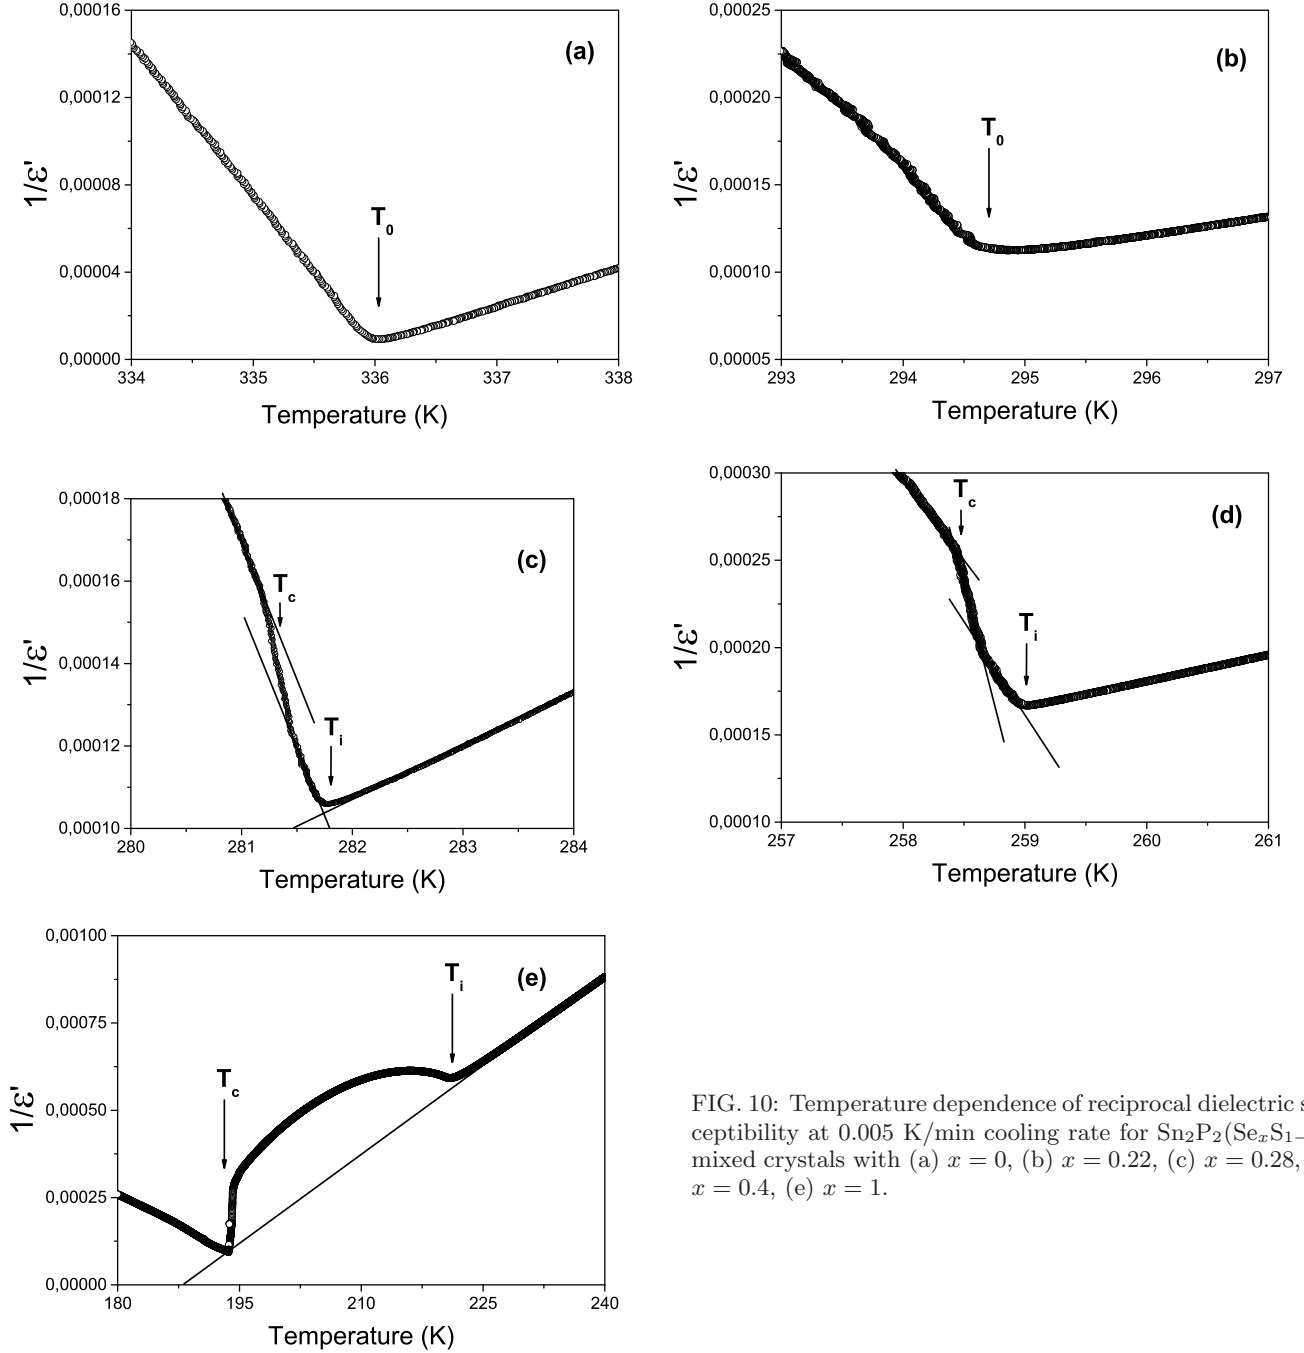 0,00016
0,00012
0,00008
0,00004
0,00000
334 335 336 337 338
1/ε'
Temperature (K)
(a)
T0
0,00025
0,00020
0,00015
0,00010
0,00005
293 294 295 296 297
1/ε'
Temperature (K)
(b)
T0
0,00018
0,00016
0,00014
0,00012
0,00010
280 281 282 283 284
1/ε'
Temperature (K)
(c)
Tc
Ti
0,00030
0,00025
0,00020
0,00015
0,00010
257 258 259 260 261
1/ε'
Temperature (K)
(d)
Tc
Ti
0,00100
0,00075
0,00050
0,00025
0,00000
180 195 210 225 240
1/ε'
Temperature (K)
(e)
Tc
Ti
FIG. 10: Temperature dependence of reciprocal dielectric s
ceptibility at 0.005 K/min cooling rate for Sn₂P₂(SeₓS₁₋
mixed crystals with (a) x = 0, (b) x = 0.22, (c) x = 0.28,
x = 0.4, (e) x = 1.